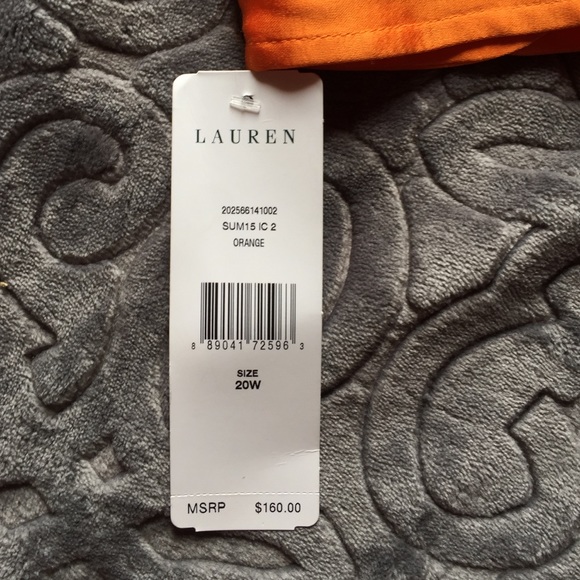 LAUREN
202566141002
SUM15 IC 2
ORANGE
8 89041 72596 3
SIZE
20W
MSRP $160.00